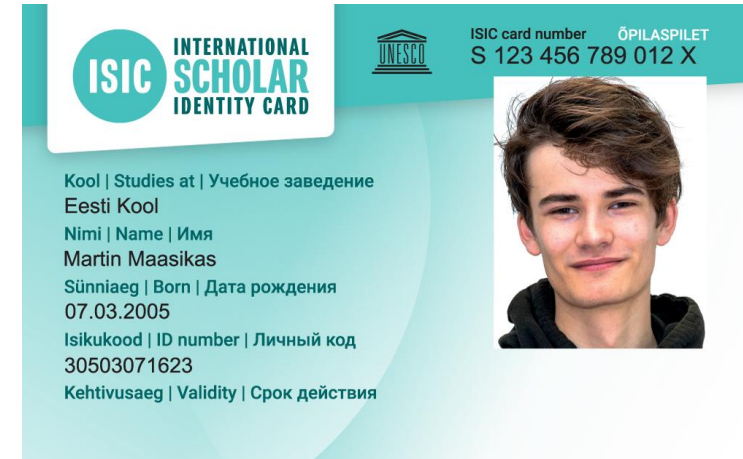 ISIC
INTERNATIONAL
SCHOLAR
IDENTITY CARD
UNESCO
ISIC card number ÕPILASPILET
S 123 456 789 012 X
Kool | Studies at | Учебное заведение
Eesti Kool
Nimi | Name | Имя
Martin Maasikas
Sünniaeg | Born | Дата рождения
07.03.2005
Isikukood | ID number | Личный код
30503071623
Kehtivusaeg | Validity | Срок действия